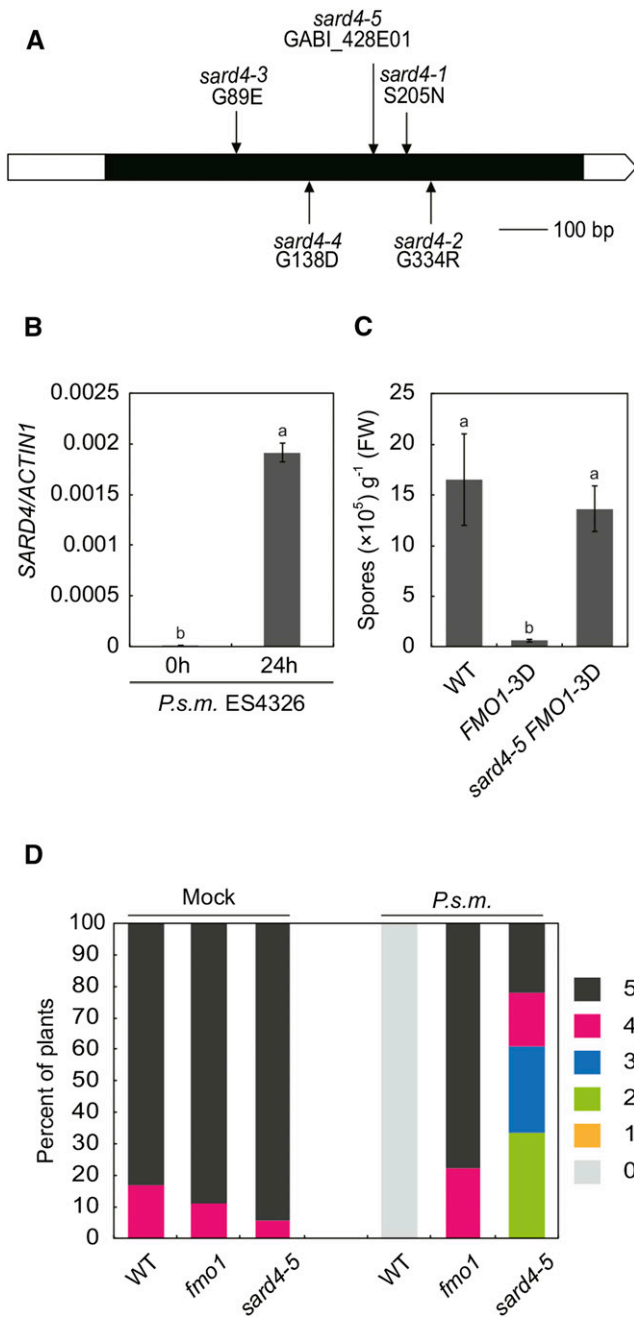 A
sard4-5
GABI_428E01
sard4-3
G89E
sard4-1
S205N
sard4-4
G138D
sard4-2
G334R
100 bp
B
SARD4/ACTIN1
0.0025
0.002
0.0015
0.001
0.0005
0
b
a
0h
24h
P.s.m. ES4326
C
Spores (×10⁵) g⁻¹ (FW)
25
20
15
10
5
0
a
b
a
WT
FMO1-3D
sard4-5 FMO1-3D
D
Mock
P.s.m.
Percent of plants
100
90
80
70
60
50
40
30
20
10
0
WT
fmo1
sard4-5
WT
fmo1
sard4-5
5
4
3
2
1
0